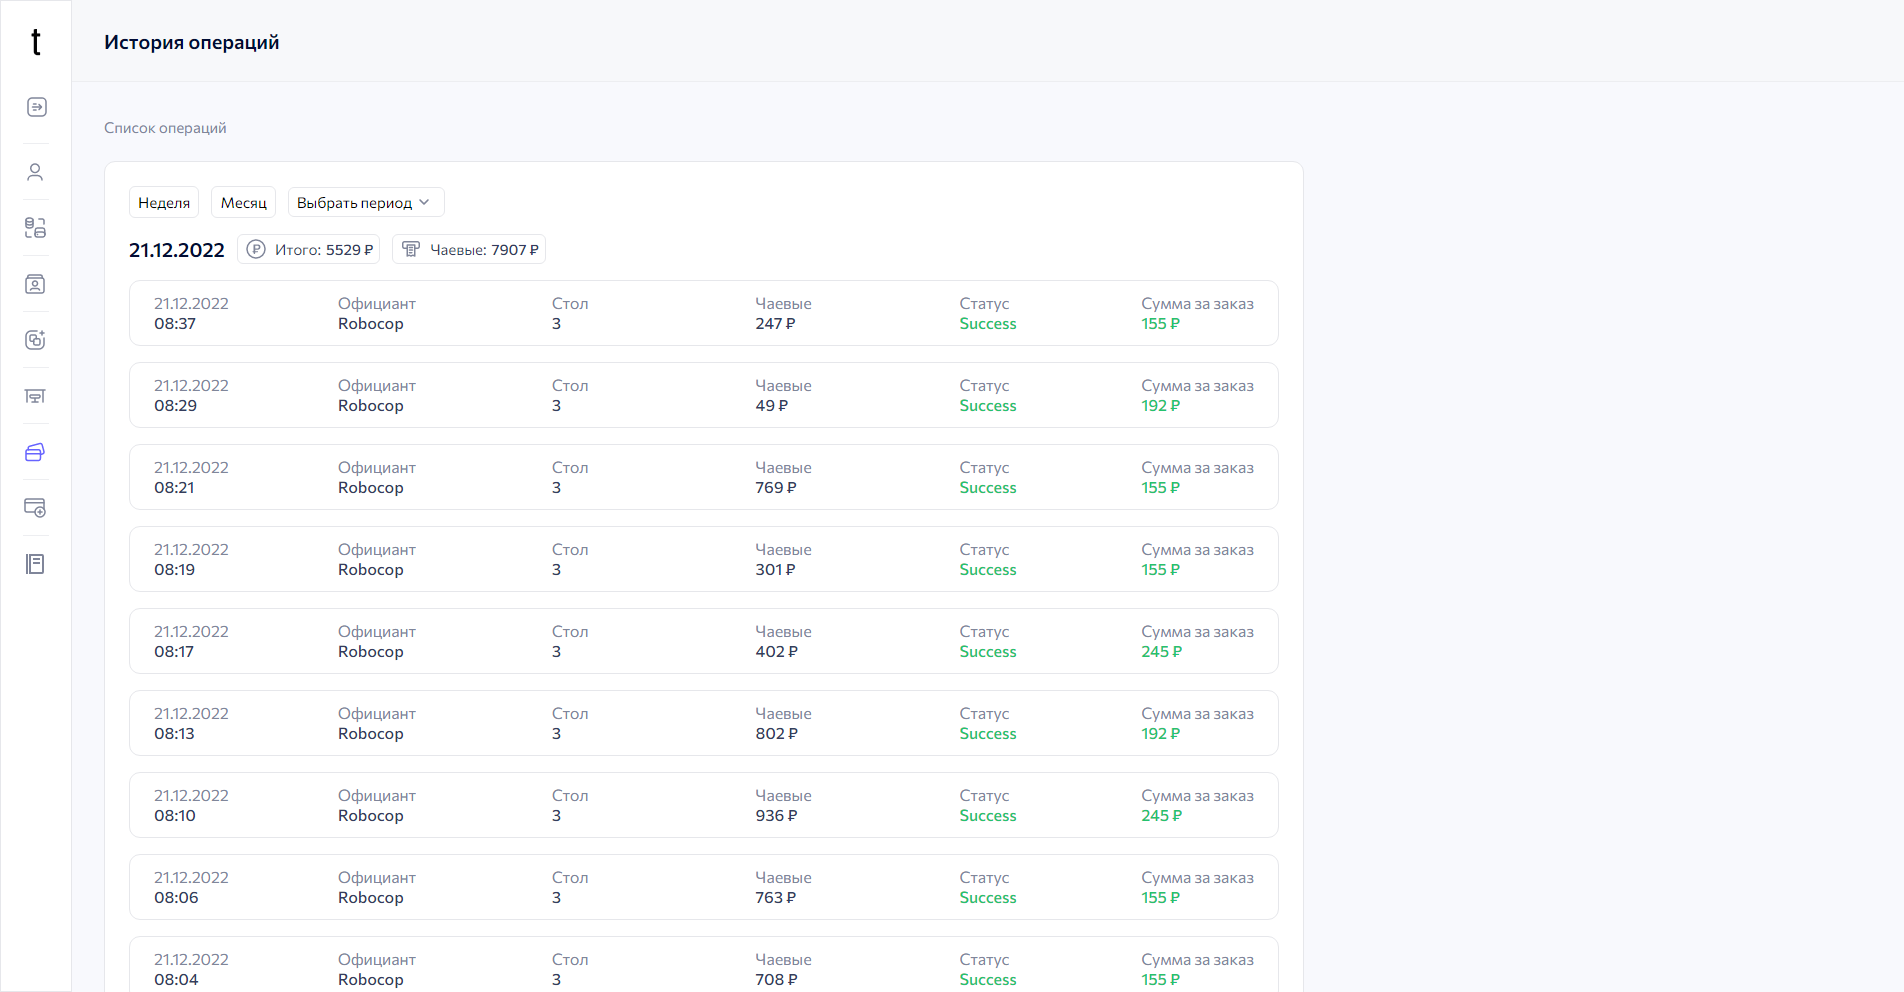 t
История операций
Список операций
Неделя Месяц Выбрать период
21.12.2022 Итого: 5529 ₽ Чаевые: 7907 ₽
21.12.2022 Официант Стол Чаевые Статус Сумма за заказ
08:37 Robocop 3 247 ₽ Success 155 ₽
21.12.2022 Официант Стол Чаевые Статус Сумма за заказ
08:29 Robocop 3 49 ₽ Success 192 ₽
21.12.2022 Официант Стол Чаевые Статус Сумма за заказ
08:21 Robocop 3 769 ₽ Success 155 ₽
21.12.2022 Официант Стол Чаевые Статус Сумма за заказ
08:19 Robocop 3 301 ₽ Success 155 ₽
21.12.2022 Официант Стол Чаевые Статус Сумма за заказ
08:17 Robocop 3 402 ₽ Success 245 ₽
21.12.2022 Официант Стол Чаевые Статус Сумма за заказ
08:13 Robocop 3 802 ₽ Success 192 ₽
21.12.2022 Официант Стол Чаевые Статус Сумма за заказ
08:10 Robocop 3 936 ₽ Success 245 ₽
21.12.2022 Официант Стол Чаевые Статус Сумма за заказ
08:06 Robocop 3 763 ₽ Success 155 ₽
21.12.2022 Официант Стол Чаевые Статус Сумма за заказ
08:04 Robocop 3 708 ₽ Success 155 ₽